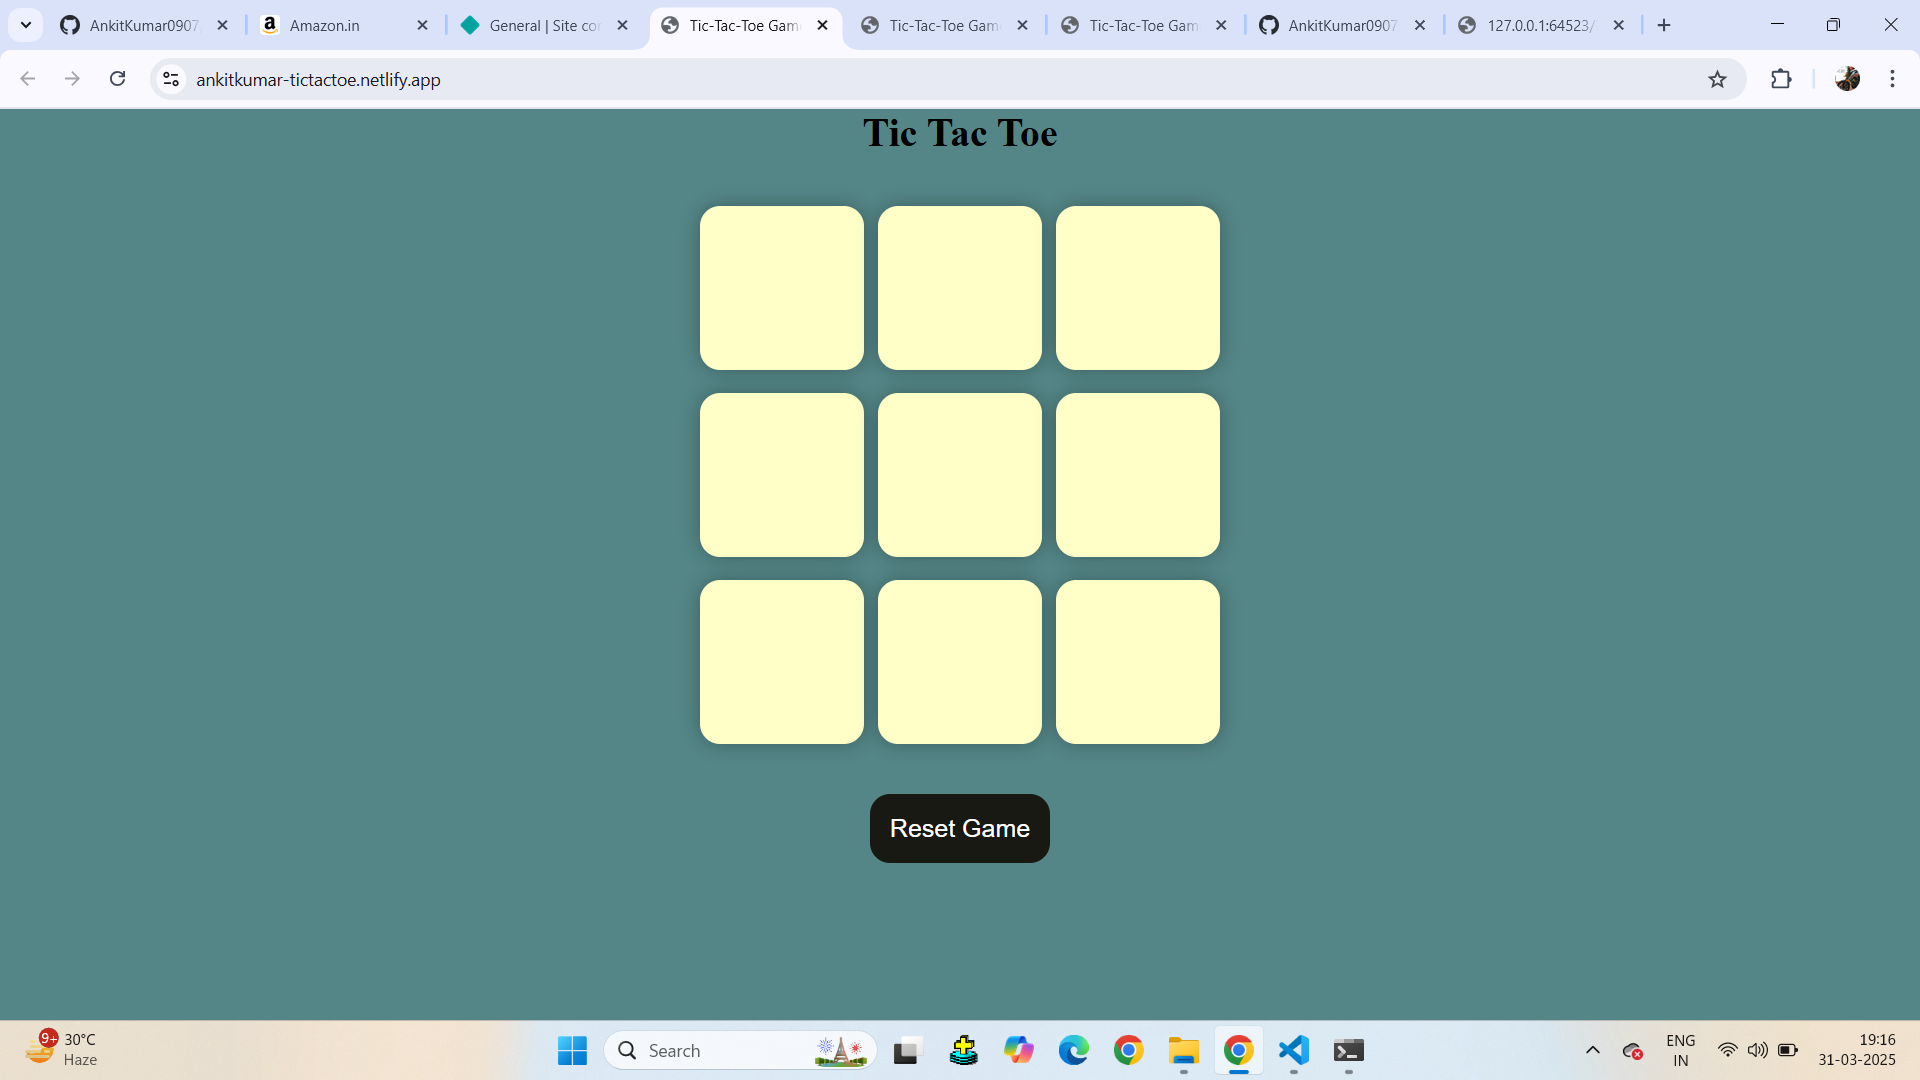 AnkitKumar0907
Amazon.in
General | Site cor
Tic-Tac-Toe Gam
Tic-Tac-Toe Gam
Tic-Tac-Toe Gam
AnkitKumar0907
127.0.0.1:64523/
ankitkumar-tictactoe.netlify.app
Tic Tac Toe
Reset Game
9+
30°C
Haze
Search
ENG
IN
19:16
31-03-2025